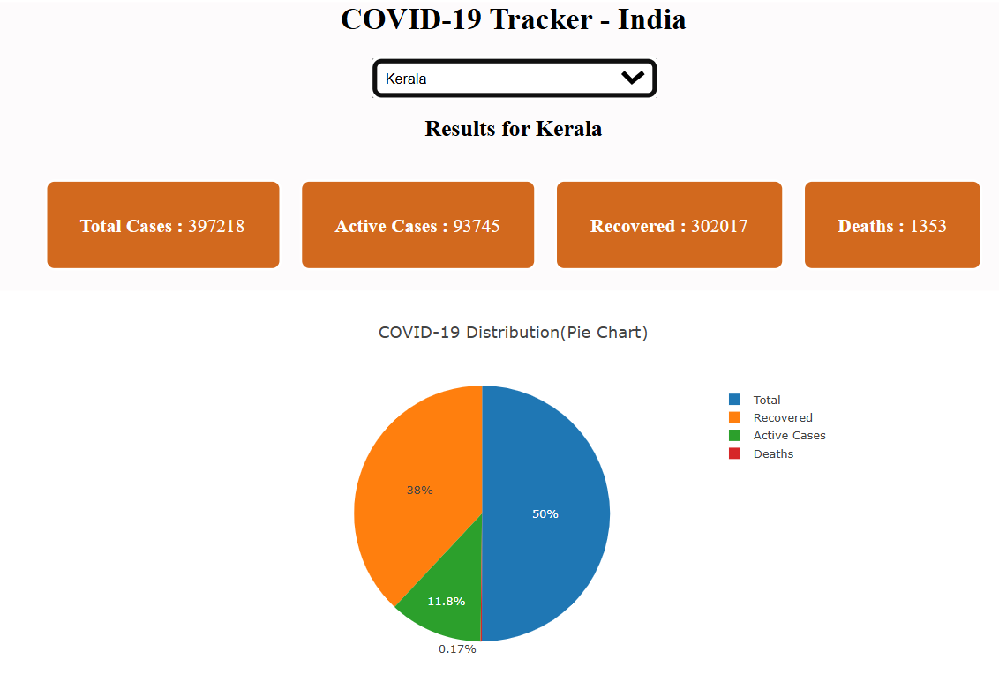 COVID-19 Tracker - India
Kerala
Results for Kerala
Total Cases : 397218
Active Cases : 93745
Recovered : 302017
Deaths : 1353
COVID-19 Distribution(Pie Chart)
Total
Recovered
Active Cases
Deaths
38%
50%
11.8%
0.17%